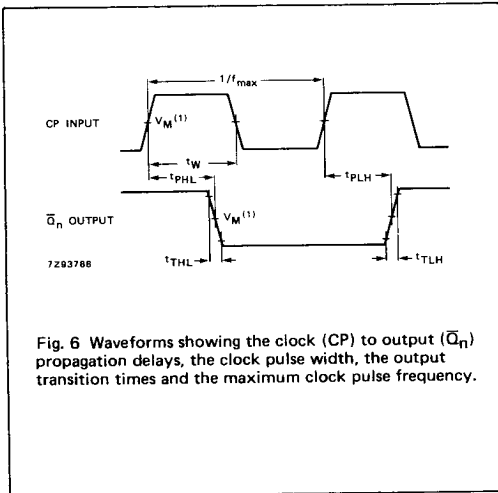 1/fmax
CP INPUT
VM(1)
tW
tPHL
tPLH
Q̅n OUTPUT
VM(1)
7Z93788
tTHL
tTLH
Fig. 6 Waveforms showing the clock (CP) to output (Q̅n)
propagation delays, the clock pulse width, the output
transition times and the maximum clock pulse frequency.